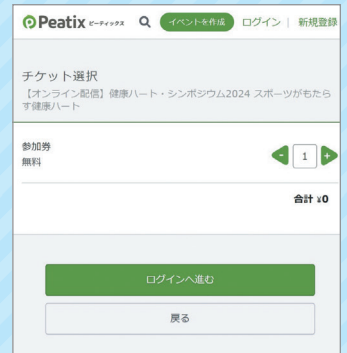 Peatix ピーティックス イベントを作成 ログイン | 新規登録
チケット選択
【オンライン配信】健康ハート・シンポジウム2024 スポーツがもたら
す健康ハート
参加券
無料
- 1 +
合計 ¥0
ログインへ進む
戻る